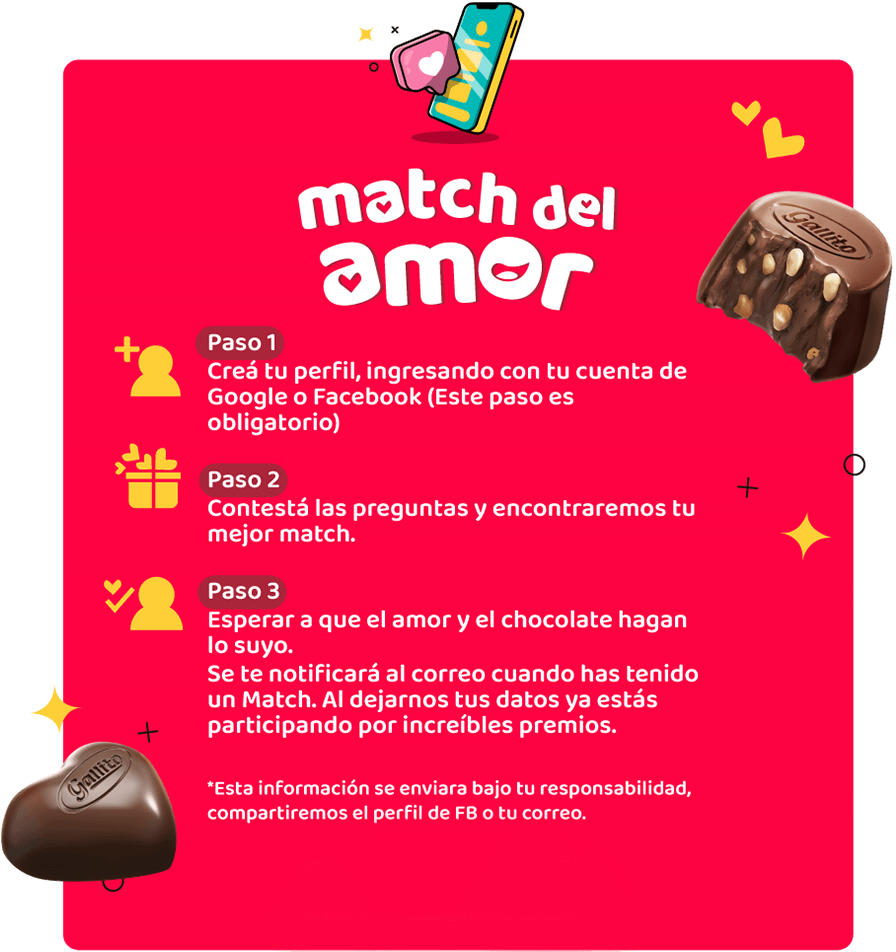 match del
amor
Gallito
Paso 1
Creá tu perfil, ingresando con tu cuenta de
Google o Facebook (Este paso es
obligatorio)
Paso 2
Contestá las preguntas y encontraremos tu
mejor match.
Paso 3
Esperar a que el amor y el chocolate hagan
lo suyo.
Se te notificará al correo cuando has tenido
un Match. Al dejarnos tus datos ya estás
participando por increíbles premios.
Gallito
*Esta información se enviara bajo tu responsabilidad,
compartiremos el perfil de FB o tu correo.